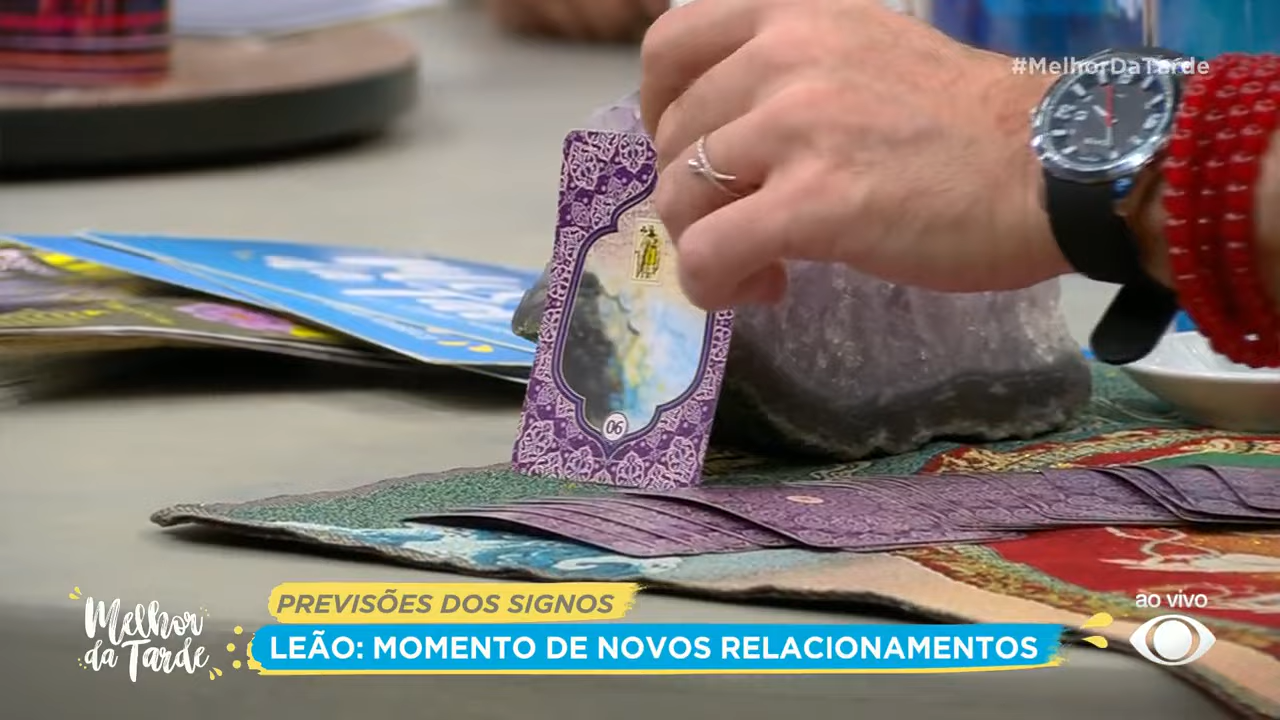 #MelhorDaTarde
06
PREVISÕES DOS SIGNOS
LEÃO: MOMENTO DE NOVOS RELACIONAMENTOS
Melhor
da Tarde
ao vivo